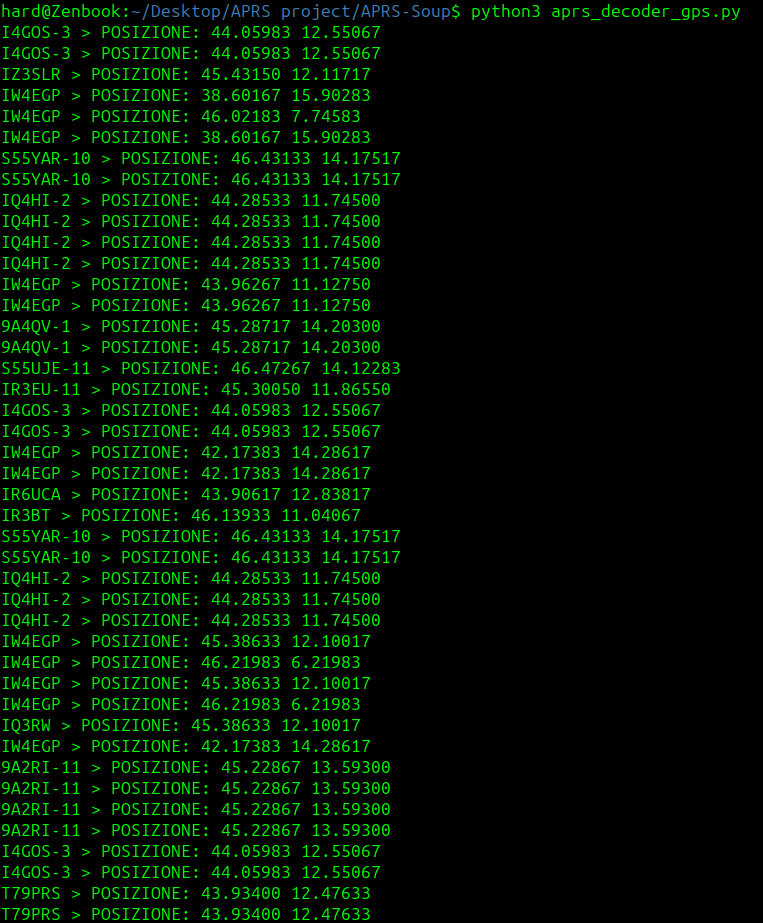 hard@Zenbook:~/Desktop/APRS project/APRS-Soup$ python3 aprs_decoder_gps.py
I4GOS-3 > POSIZIONE: 44.05983 12.55067
I4GOS-3 > POSIZIONE: 44.05983 12.55067
IZ3SLR > POSIZIONE: 45.43150 12.11717
IW4EGP > POSIZIONE: 38.60167 15.90283
IW4EGP > POSIZIONE: 46.02183 7.74583
IW4EGP > POSIZIONE: 38.60167 15.90283
S55YAR-10 > POSIZIONE: 46.43133 14.17517
S55YAR-10 > POSIZIONE: 46.43133 14.17517
IQ4HI-2 > POSIZIONE: 44.28533 11.74500
IQ4HI-2 > POSIZIONE: 44.28533 11.74500
IQ4HI-2 > POSIZIONE: 44.28533 11.74500
IQ4HI-2 > POSIZIONE: 44.28533 11.74500
IW4EGP > POSIZIONE: 43.96267 11.12750
IW4EGP > POSIZIONE: 43.96267 11.12750
9A4QV-1 > POSIZIONE: 45.28717 14.20300
9A4QV-1 > POSIZIONE: 45.28717 14.20300
S55UJE-11 > POSIZIONE: 46.47267 14.12283
IR3EU-11 > POSIZIONE: 45.30050 11.86550
I4GOS-3 > POSIZIONE: 44.05983 12.55067
I4GOS-3 > POSIZIONE: 44.05983 12.55067
IW4EGP > POSIZIONE: 42.17383 14.28617
IW4EGP > POSIZIONE: 42.17383 14.28617
IR6UCA > POSIZIONE: 43.90617 12.83817
IR3BT > POSIZIONE: 46.13933 11.04067
S55YAR-10 > POSIZIONE: 46.43133 14.17517
S55YAR-10 > POSIZIONE: 46.43133 14.17517
IQ4HI-2 > POSIZIONE: 44.28533 11.74500
IQ4HI-2 > POSIZIONE: 44.28533 11.74500
IQ4HI-2 > POSIZIONE: 44.28533 11.74500
IW4EGP > POSIZIONE: 45.38633 12.10017
IW4EGP > POSIZIONE: 46.21983 6.21983
IW4EGP > POSIZIONE: 45.38633 12.10017
IW4EGP > POSIZIONE: 46.21983 6.21983
IQ3RW > POSIZIONE: 45.38633 12.10017
IW4EGP > POSIZIONE: 42.17383 14.28617
9A2RI-11 > POSIZIONE: 45.22867 13.59300
9A2RI-11 > POSIZIONE: 45.22867 13.59300
9A2RI-11 > POSIZIONE: 45.22867 13.59300
9A2RI-11 > POSIZIONE: 45.22867 13.59300
I4GOS-3 > POSIZIONE: 44.05983 12.55067
I4GOS-3 > POSIZIONE: 44.05983 12.55067
T79PRS > POSIZIONE: 43.93400 12.47633
T79PRS > POSIZIONE: 43.93400 12.47633